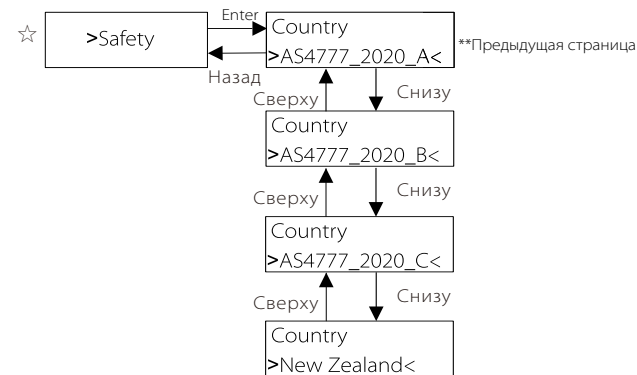 ☆
>Safety
Enter
Назад
Country
>AS4777_2020_A<
**Предыдущая страница
Сверху
Снизу
Country
>AS4777_2020_B<
Сверху
Снизу
Country
>AS4777_2020_C<
Сверху
Снизу
Country
>New Zealand<